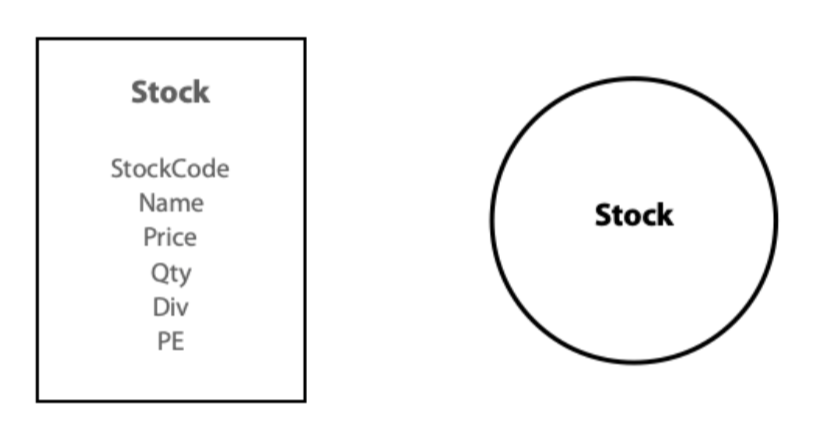 Stock
StockCode
Name
Price
Qty
Div
PE
Stock